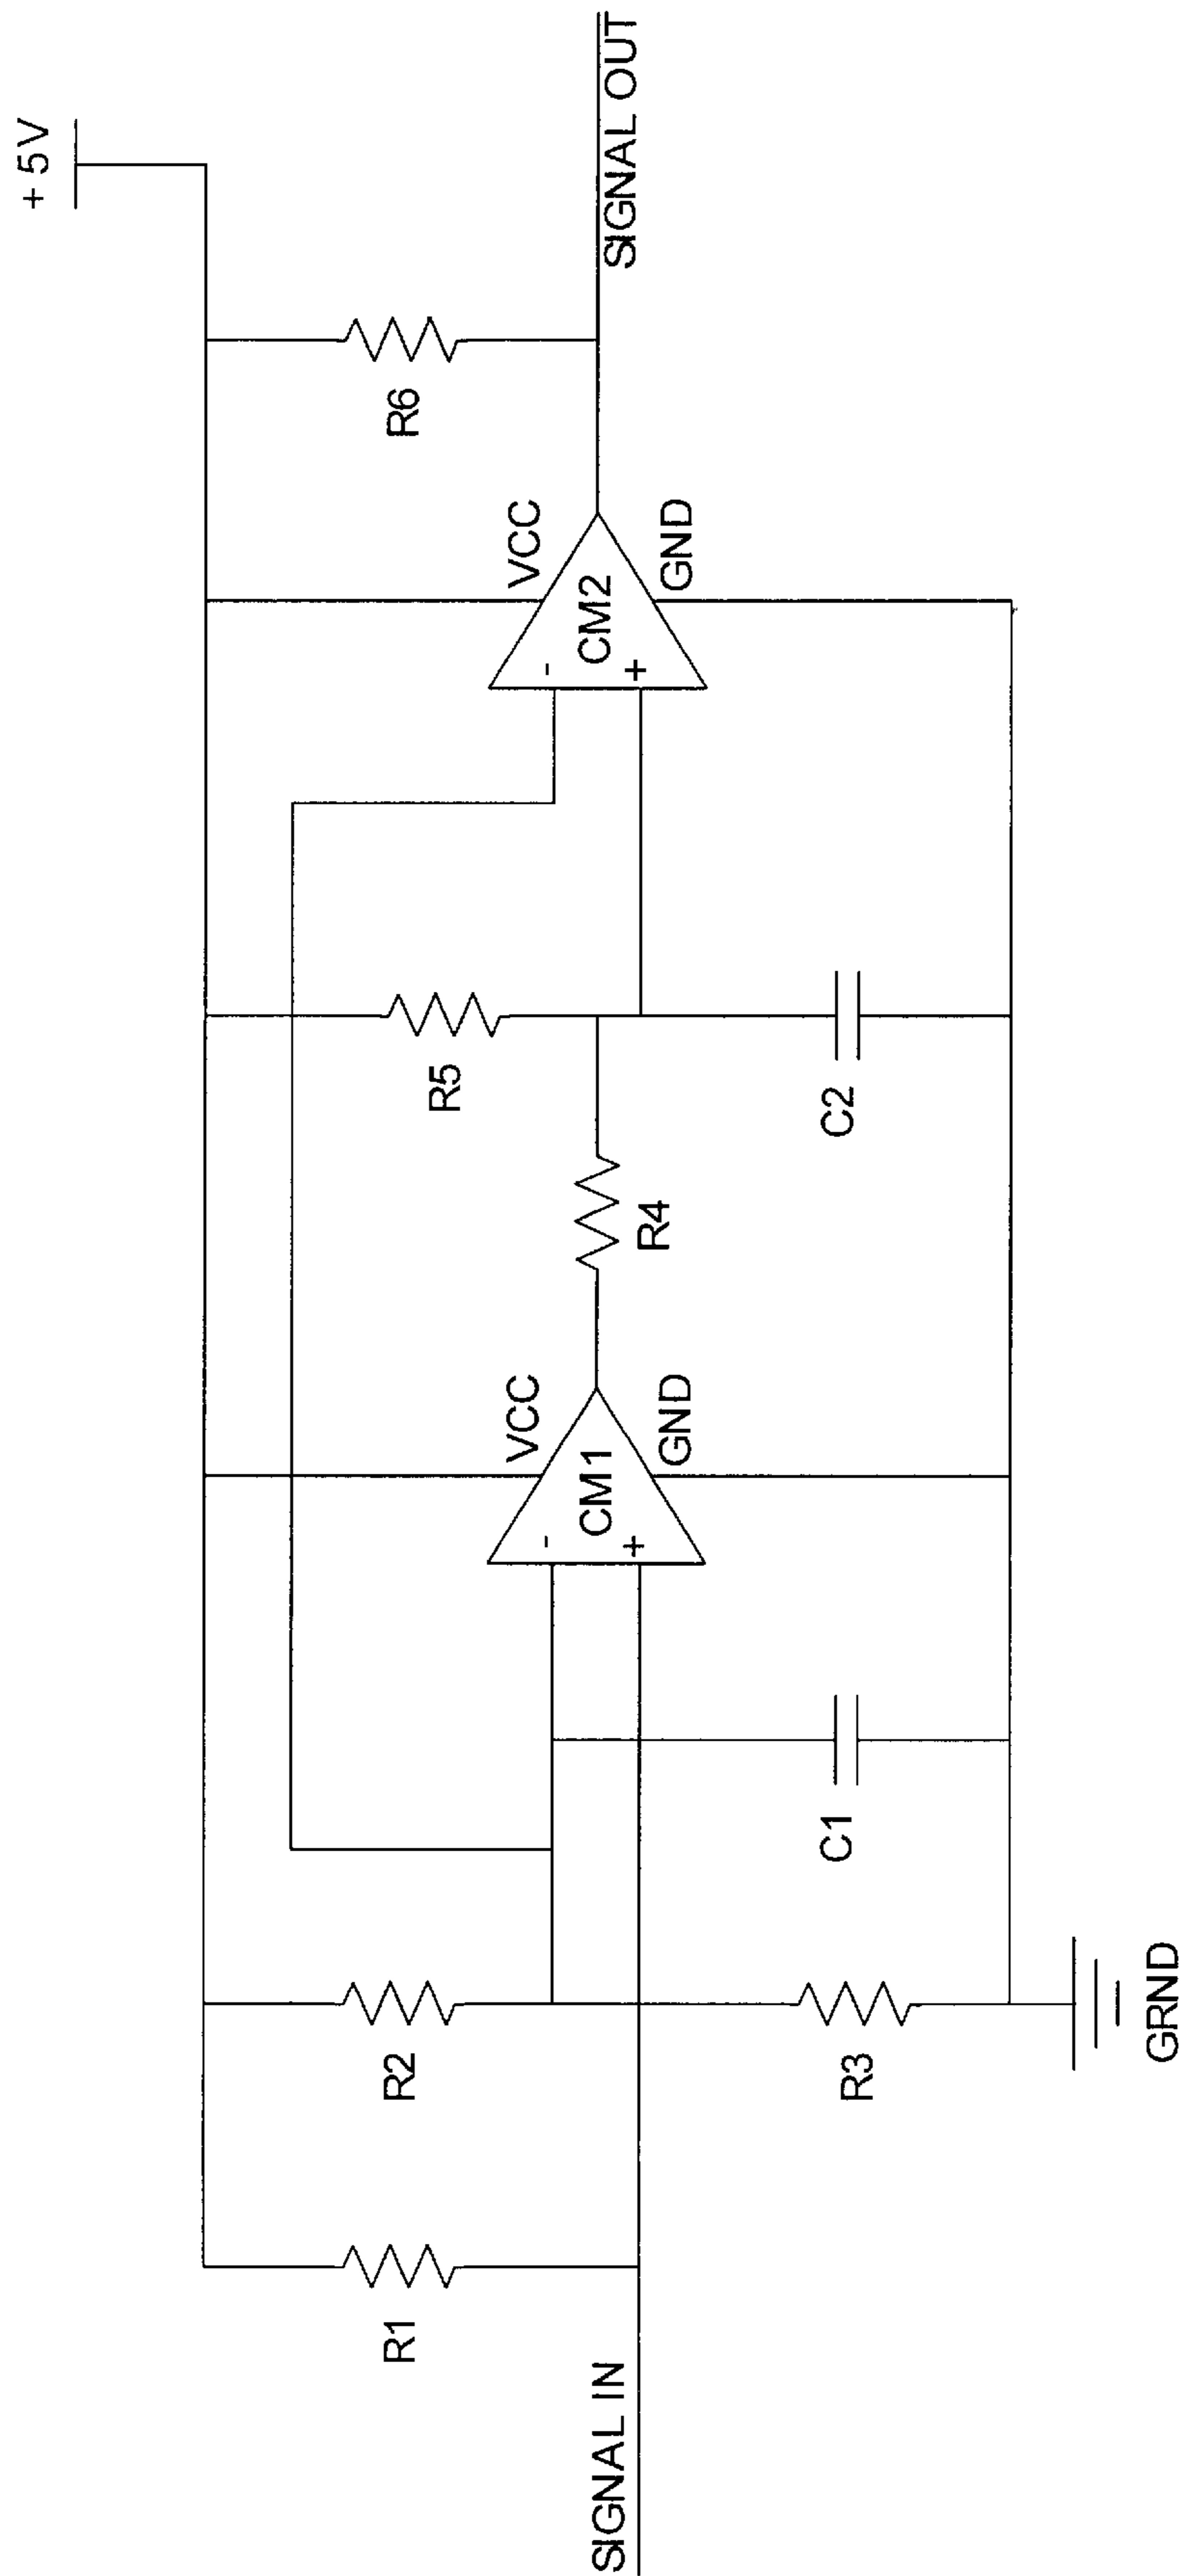 +5V
SIGNAL OUT
R6
VCC
CM2
GND
-
+
R5
C2
R4
VCC
CM1
GND
-
+
C1
R2
R3
GRND
R1
SIGNAL IN